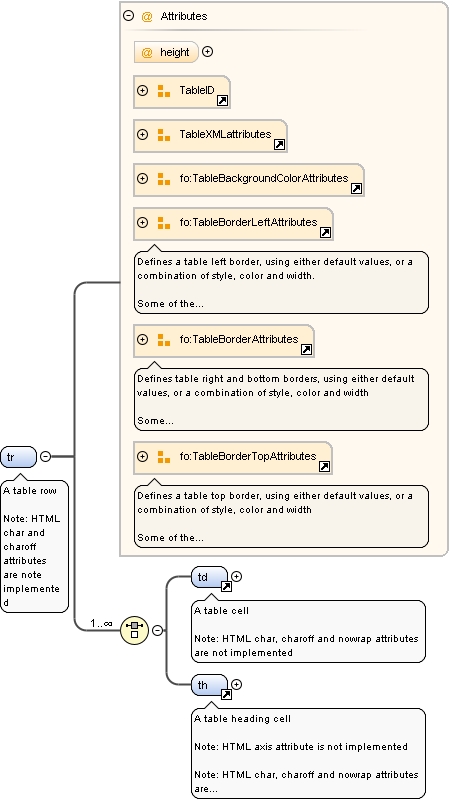 Attributes
@ height
TableID
TableXMLattributes
fo:TableBackgroundColorAttributes
fo:TableBorderLeftAttributes
Defines a table left border, using either default values, or a
combination of style, color and width.
Some of the...
fo:TableBorderAttributes
Defines table right and bottom borders, using either default
values, or a combination of style, color and width
Some...
fo:TableBorderTopAttributes
Defines a table top border, using either default values, or a
combination of style, color and width
Some of the...
tr
A table row
Note: HTML
char and
charoff
attributes
are note
implemente
d
1..∞
td
A table cell
Note: HTML char, charoff and nowrap attributes
are not implemented
th
A table heading cell
Note: HTML axis attribute is not implemented
Note: HTML char, charoff and nowrap attributes
are...